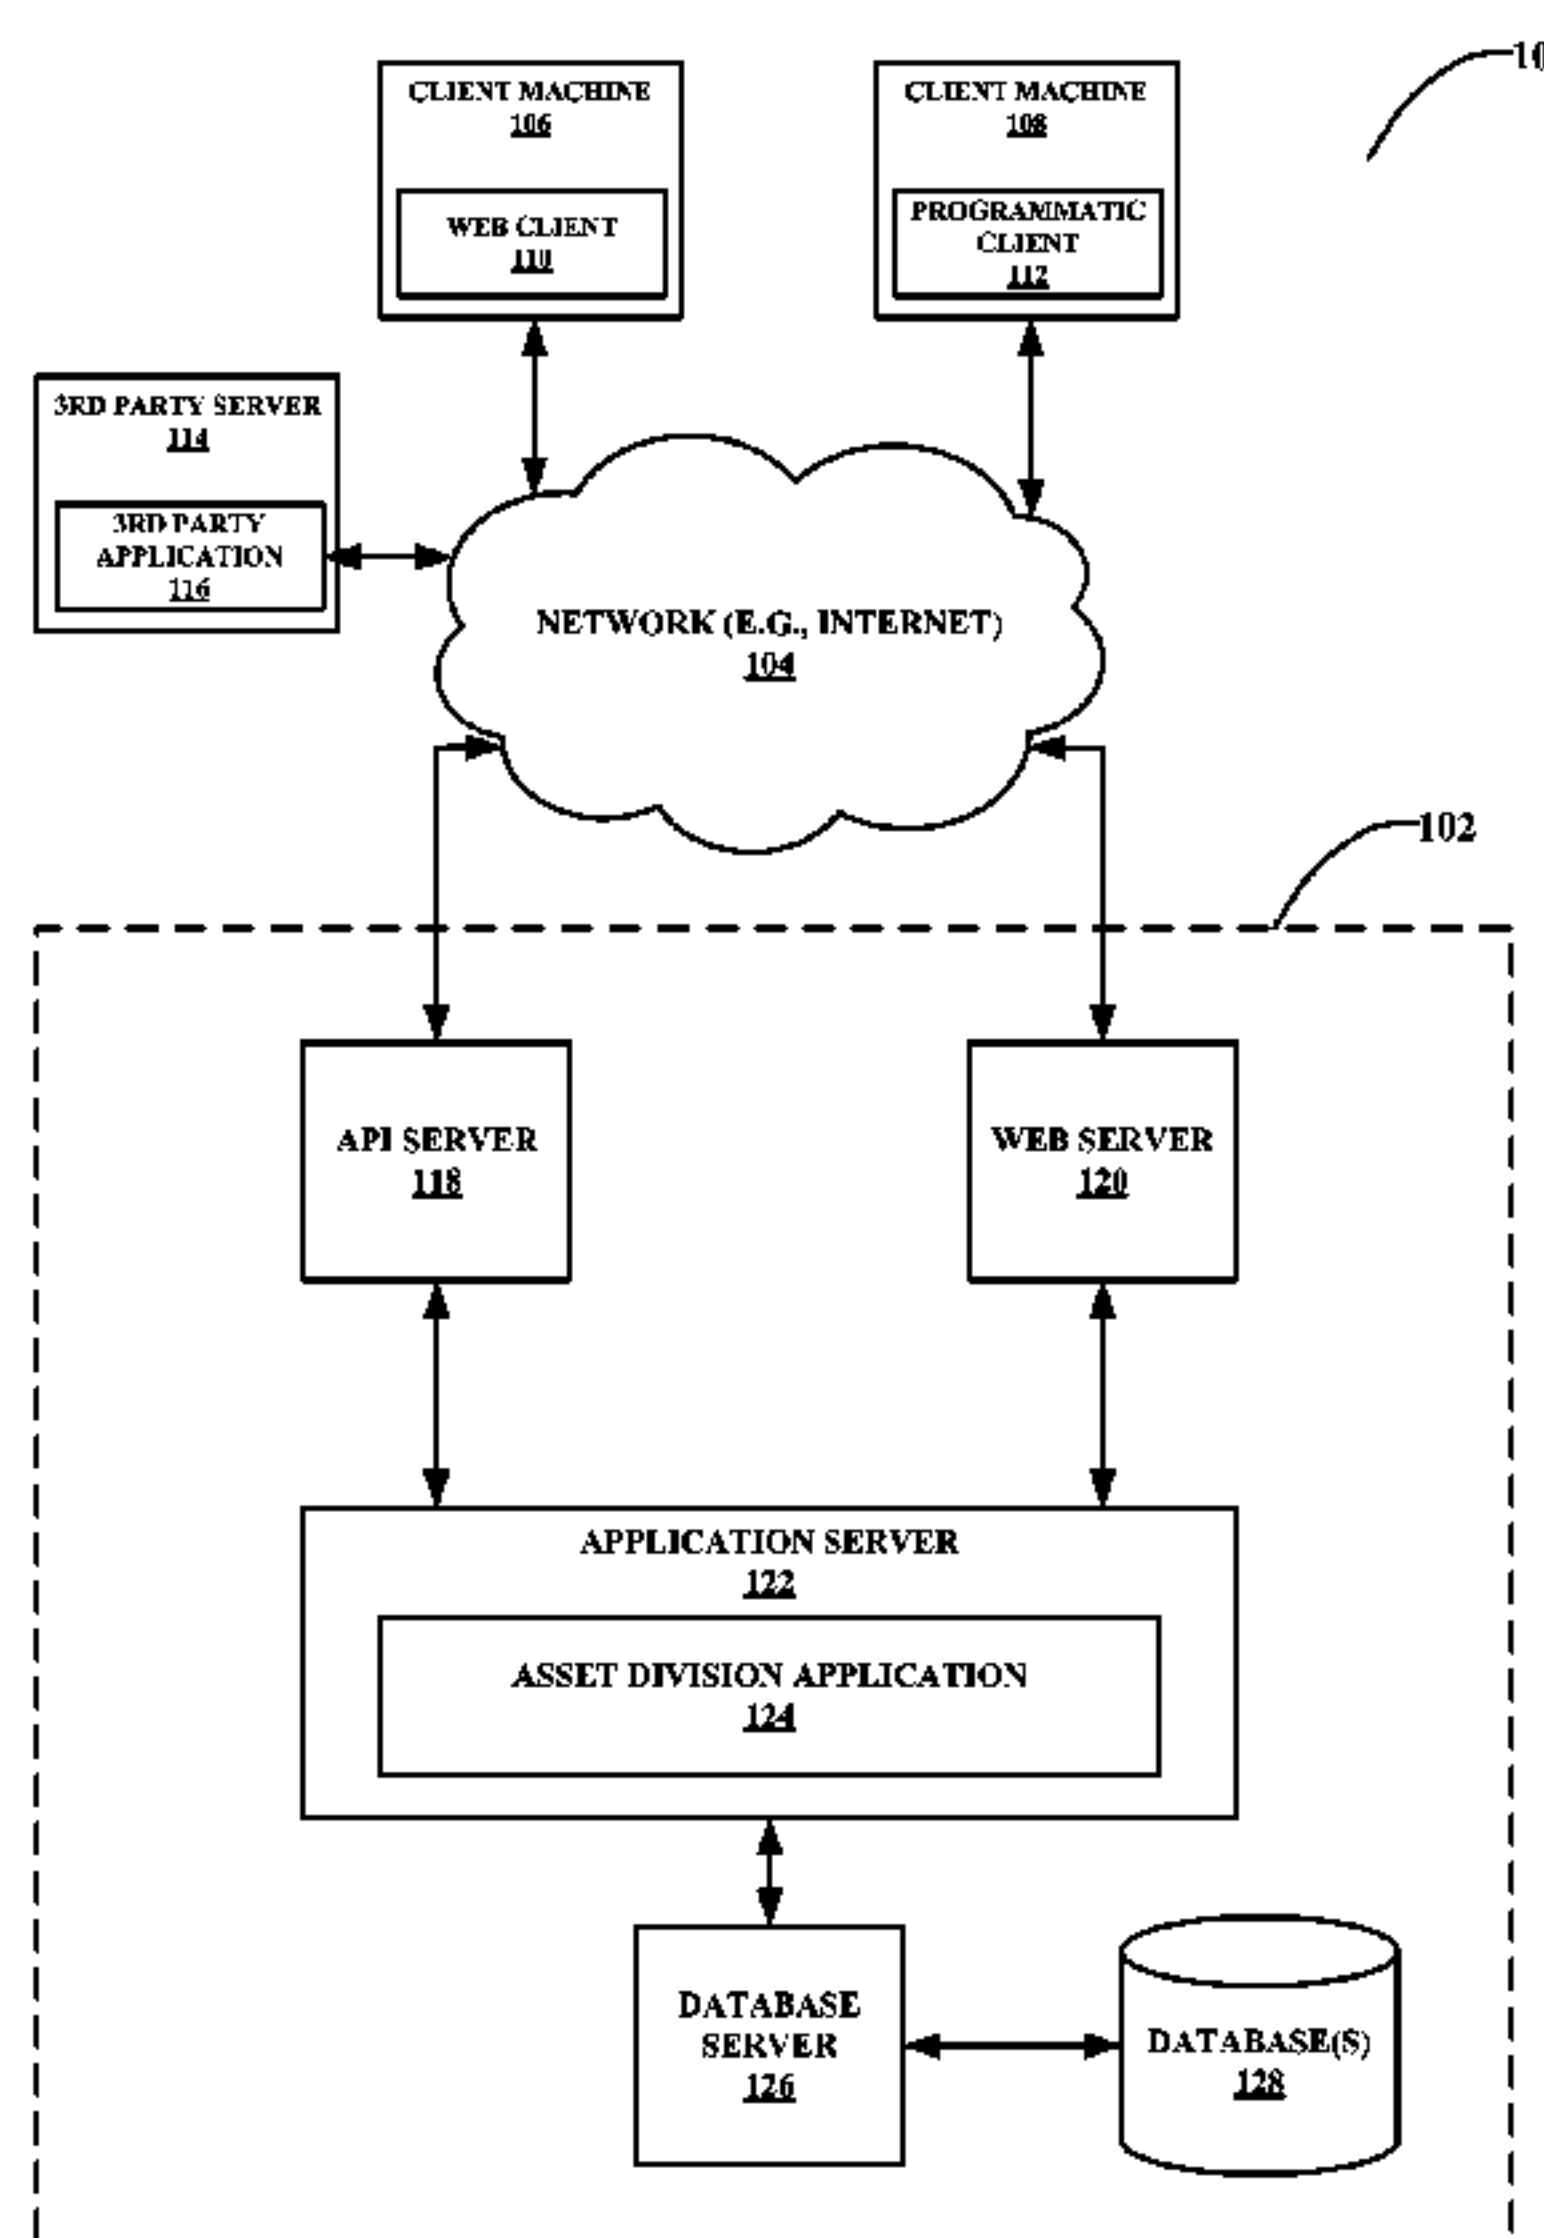 CLIENT MACHINE
106
WEB CLIENT
110
CLIENT MACHINE
108
PROGRAMMATIC
CLIENT
112
10
3RD PARTY SERVER
114
3RD PARTY
APPLICATION
116
NETWORK (E.G., INTERNET)
104
102
API SERVER
118
WEB SERVER
120
APPLICATION SERVER
122
ASSET DIVISION APPLICATION
124
DATABASE
SERVER
126
DATABASE(S)
128